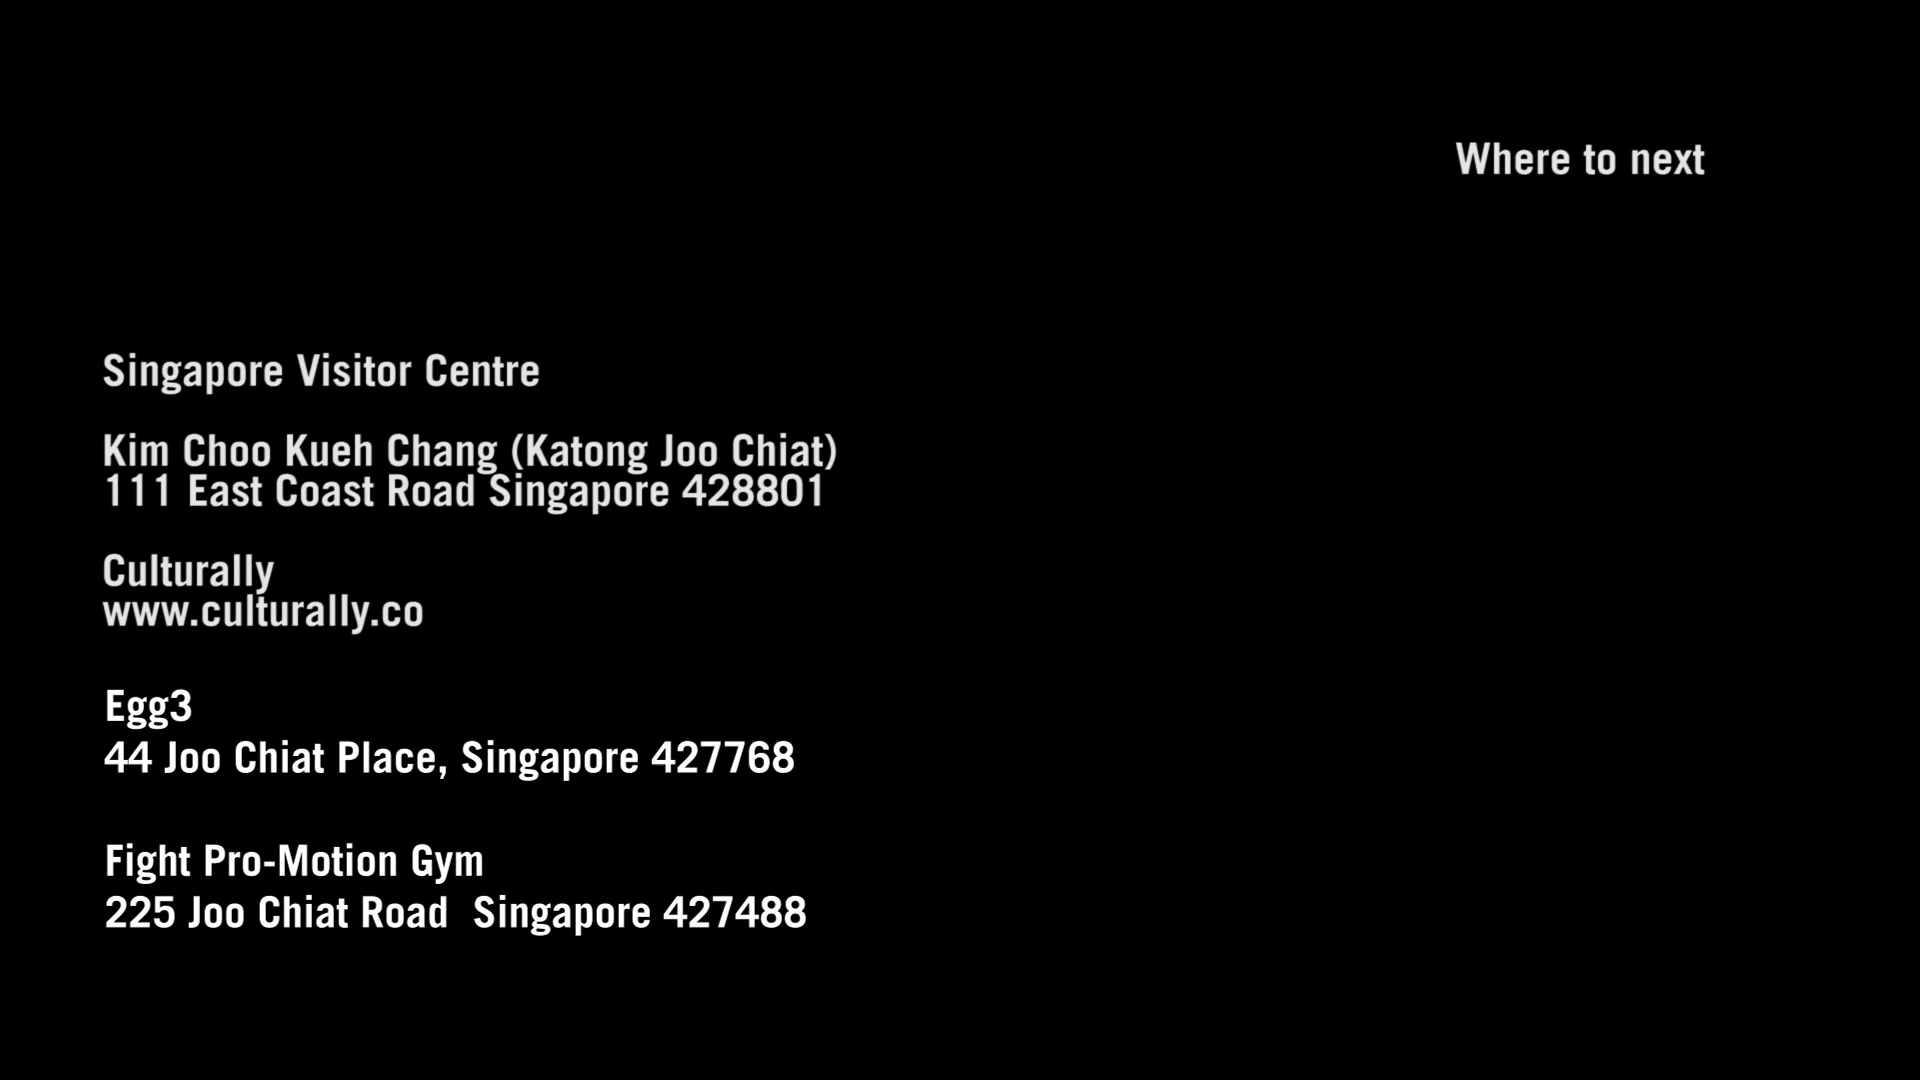 Where to next
Singapore Visitor Centre
Kim Choo Kueh Chang (Katong Joo Chiat)
111 East Coast Road Singapore 428801
Culturally
www.culturally.co
Egg3
44 Joo Chiat Place, Singapore 427768
Fight Pro-Motion Gym
225 Joo Chiat Road  Singapore 427488